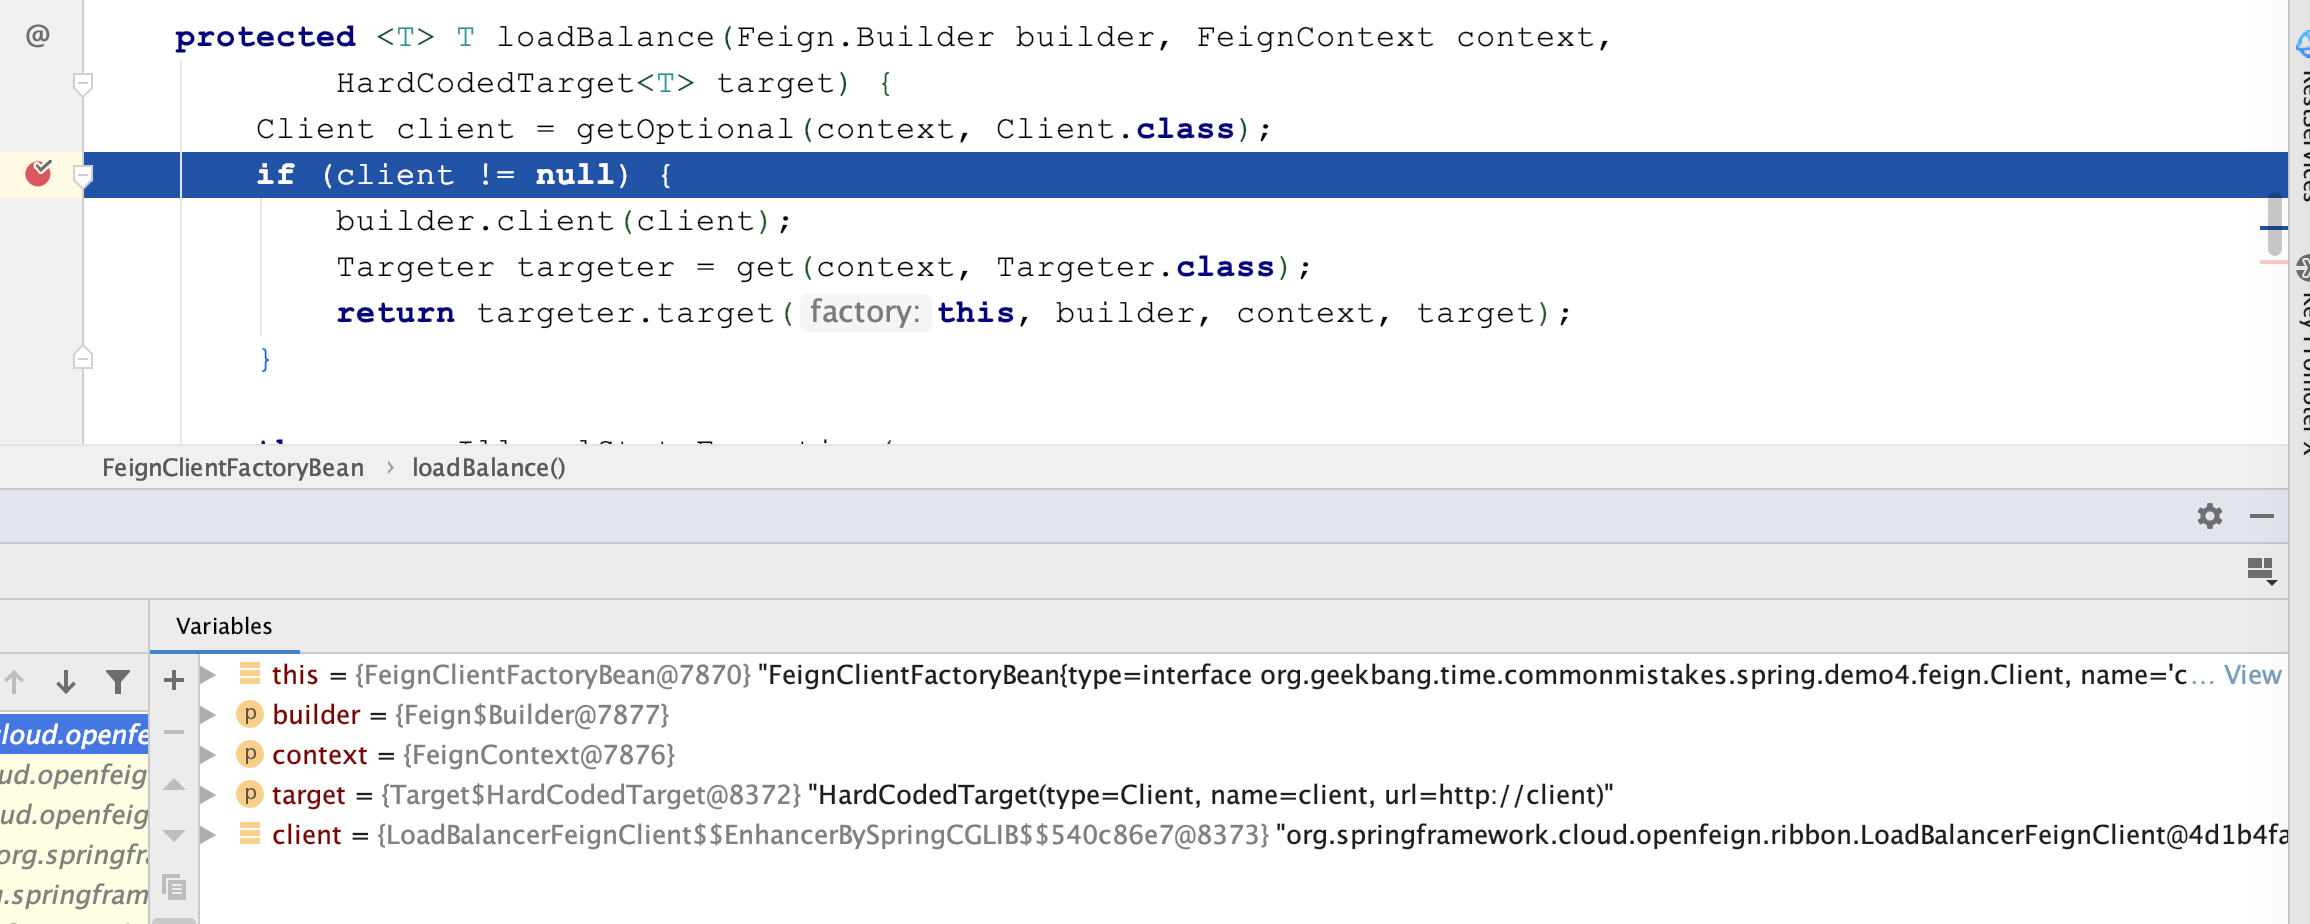 @
protected <T> T loadBalance(Feign.Builder builder, FeignContext context,
HardCodedTarget<T> target) {
Client client = getOptional(context, Client.class);
if (client != null) {
builder.client(client);
Targeter targeter = get(context, Targeter.class);
return targeter.target( factory: this, builder, context, target);
}
FeignClientFactoryBean › loadBalance()
Variables
this = {FeignClientFactoryBean@7870} "FeignClientFactoryBean{type=interface org.geekbang.time.commonmistakes.spring.demo4.feign.Client, name='c... View
builder = {Feign$Builder@7877}
context = {FeignContext@7876}
target = {Target$HardCodedTarget@8372} "HardCodedTarget(type=Client, name=client, url=http://client)"
client = {LoadBalancerFeignClient$$EnhancerBySpringCGLIB$$540c86e7@8373} "org.springframework.cloud.openfeign.ribbon.LoadBalancerFeignClient@4d1b4fa
cloud.openfe
ud.openfeig
ud.openfeig
org.springfr
.springfram
RestServices
Key Promoter X